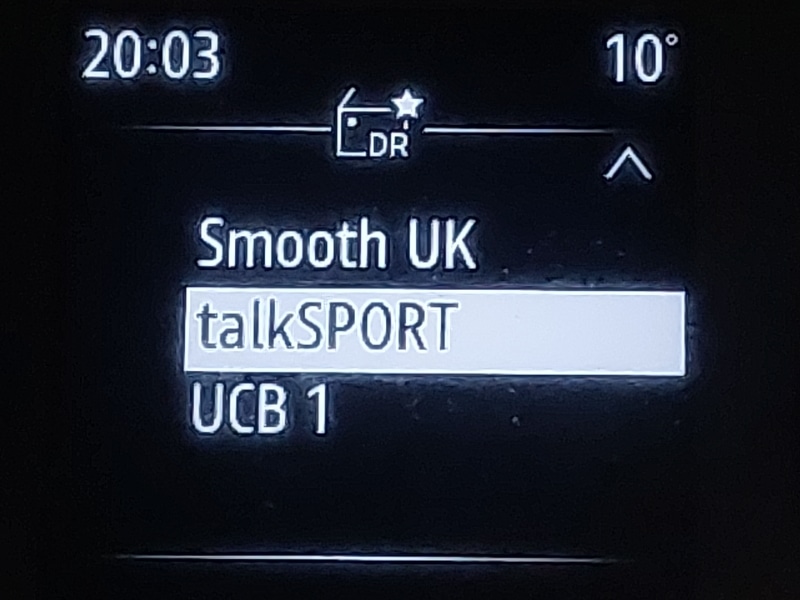 20:03 10°
DR
Smooth UK
talkSPORT
UCB 1